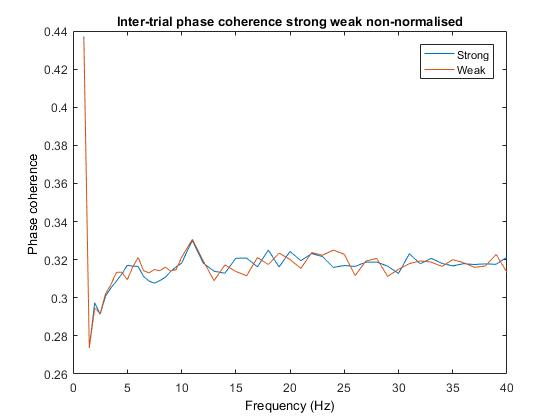 Inter-trial phase coherence strong weak non-normalised
0.44
0.42
0.4
0.38
0.36
0.34
0.32
0.3
0.28
0.26
Phase coherence
Strong
Weak
0 5 10 15 20 25 30 35 40
Frequency (Hz)